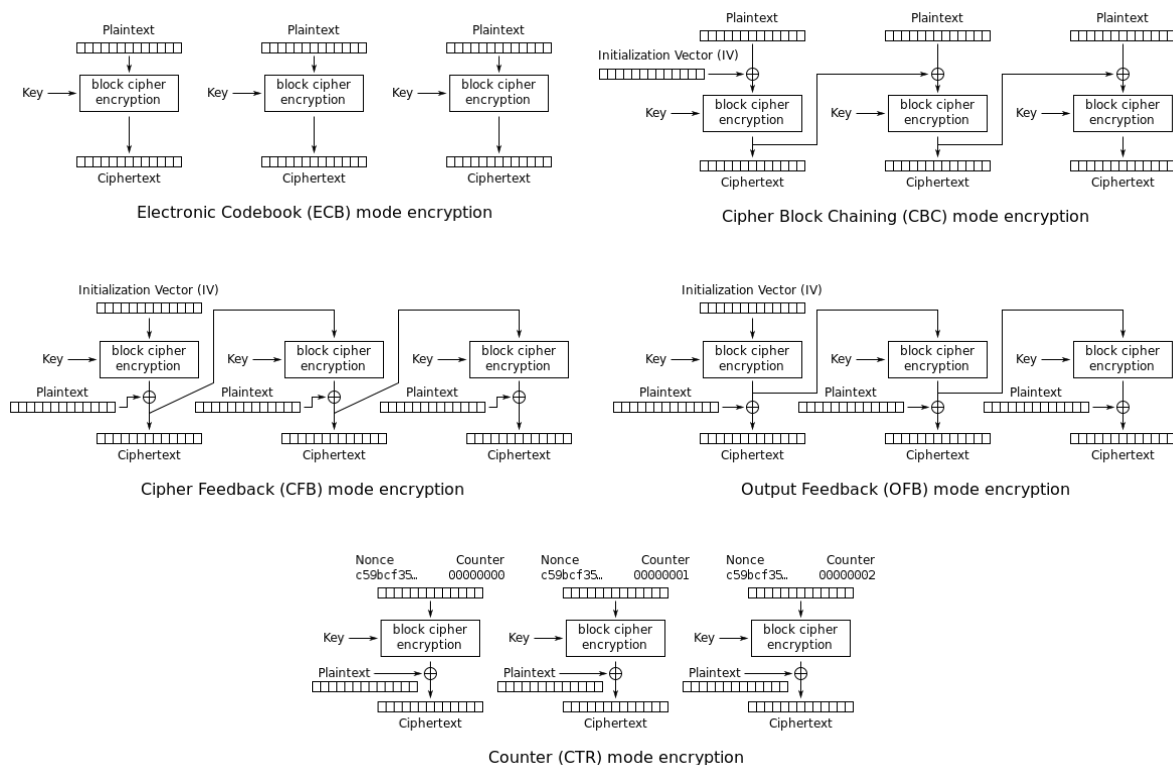 Plaintext Plaintext Plaintext
Key block cipher encryption Key block cipher encryption Key block cipher encryption
Ciphertext Ciphertext Ciphertext
Electronic Codebook (ECB) mode encryption
Plaintext Plaintext Plaintext
Initialization Vector (IV)
Key block cipher encryption Key block cipher encryption Key block cipher encryption
Ciphertext Ciphertext Ciphertext
Cipher Block Chaining (CBC) mode encryption
Initialization Vector (IV)
Key block cipher encryption Key block cipher encryption Key block cipher encryption
Plaintext Plaintext Plaintext
Ciphertext Ciphertext Ciphertext
Cipher Feedback (CFB) mode encryption
Initialization Vector (IV)
Key block cipher encryption Key block cipher encryption Key block cipher encryption
Plaintext Plaintext Plaintext
Ciphertext Ciphertext Ciphertext
Output Feedback (OFB) mode encryption
Nonce Counter Nonce Counter Nonce Counter
c59bcf35… 00000000 c59bcf35… 00000001 c59bcf35… 00000002
Key block cipher encryption Key block cipher encryption Key block cipher encryption
Plaintext Plaintext Plaintext
Ciphertext Ciphertext Ciphertext
Counter (CTR) mode encryption